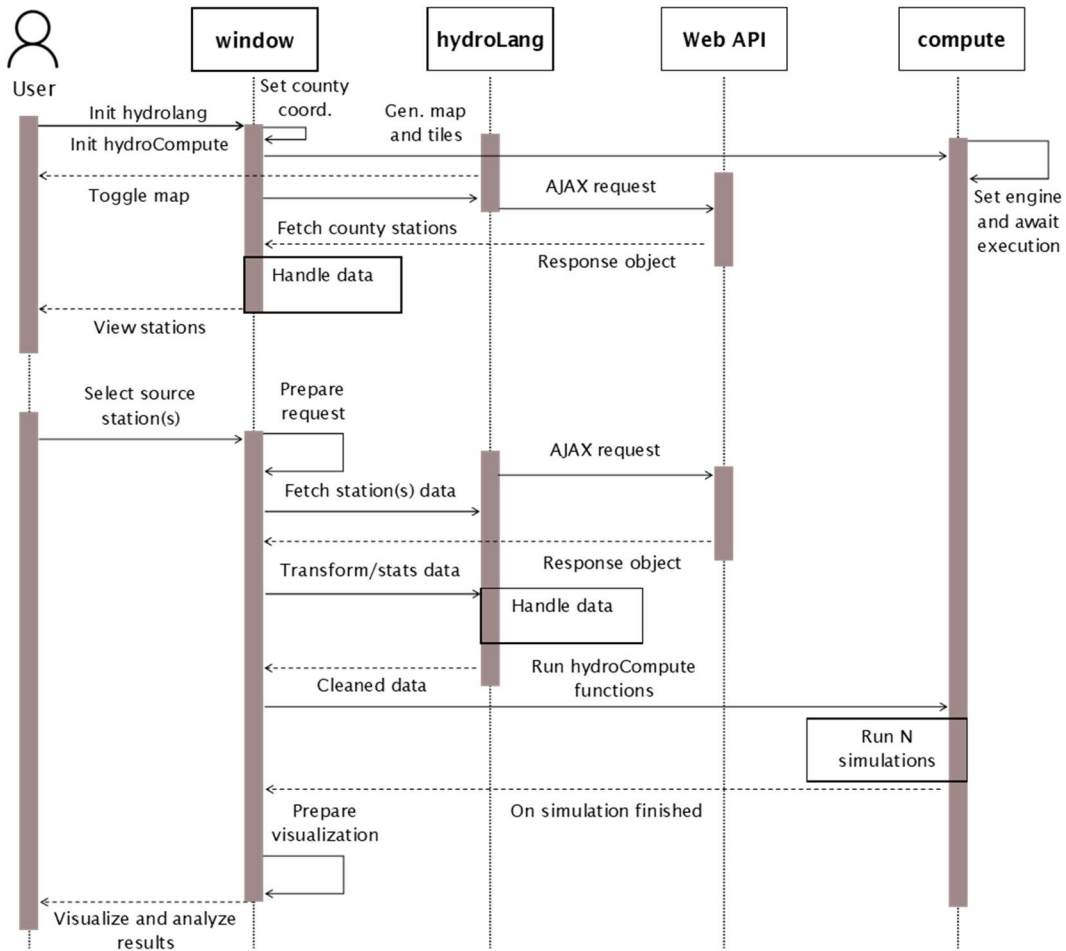 window
hydroLang
Web API
compute
User
Set county
coord.
Init hydrolang
Init hydroCompute
Gen. map
and tiles
Toggle map
AJAX request
Set engine
and await
execution
Fetch county stations
Response object
Handle data
View stations
Select source
station(s)
Prepare
request
AJAX request
Fetch station(s) data
Response object
Transform/stats data
Handle data
Cleaned data
Run hydroCompute
functions
Run N
simulations
On simulation finished
Prepare
visualization
Visualize and analyze
results